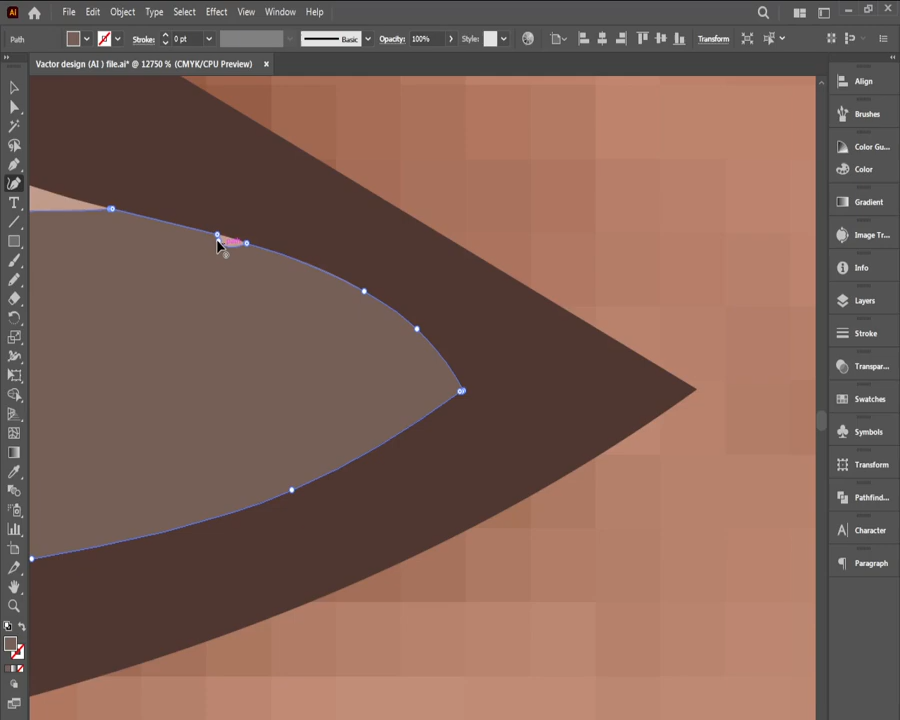 Ai File Edit Object Type Select Effect View Window Help
Path Stroke: 0 pt Basic Opacity: 100% Style: Transform
Vactor design (AI ) file.ai* @ 12750 % (CMYK/CPU Preview) ×
Align
Brushes
Color Gu...
Color
Gradient
Image Tr...
Info
Layers
Stroke
Transpar...
Swatches
Symbols
Transform
Pathfind...
Character
Paragraph